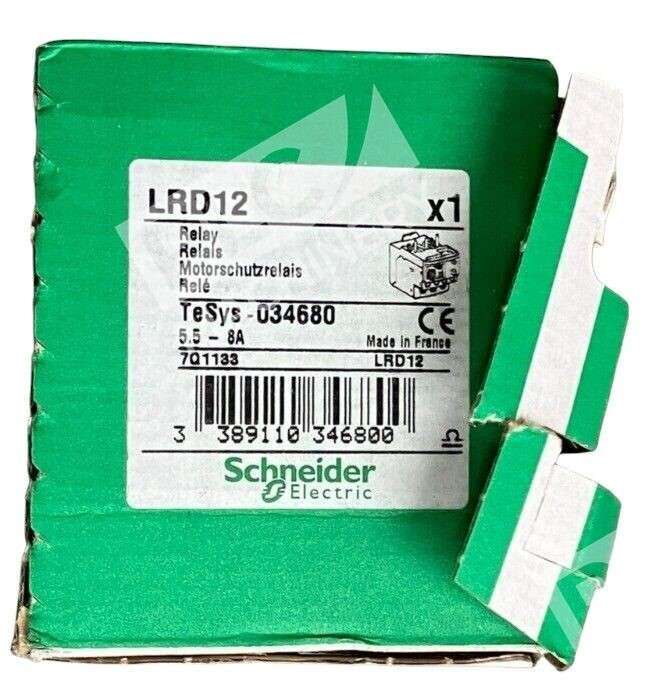 LRD12 x1
Relay
Relais
Motorschutzrelais
Relé
TeSys -034680 CE
5.5 - 8A Made in France
7Q1133 LRD12
3 389110 346800
Schneider
Electric